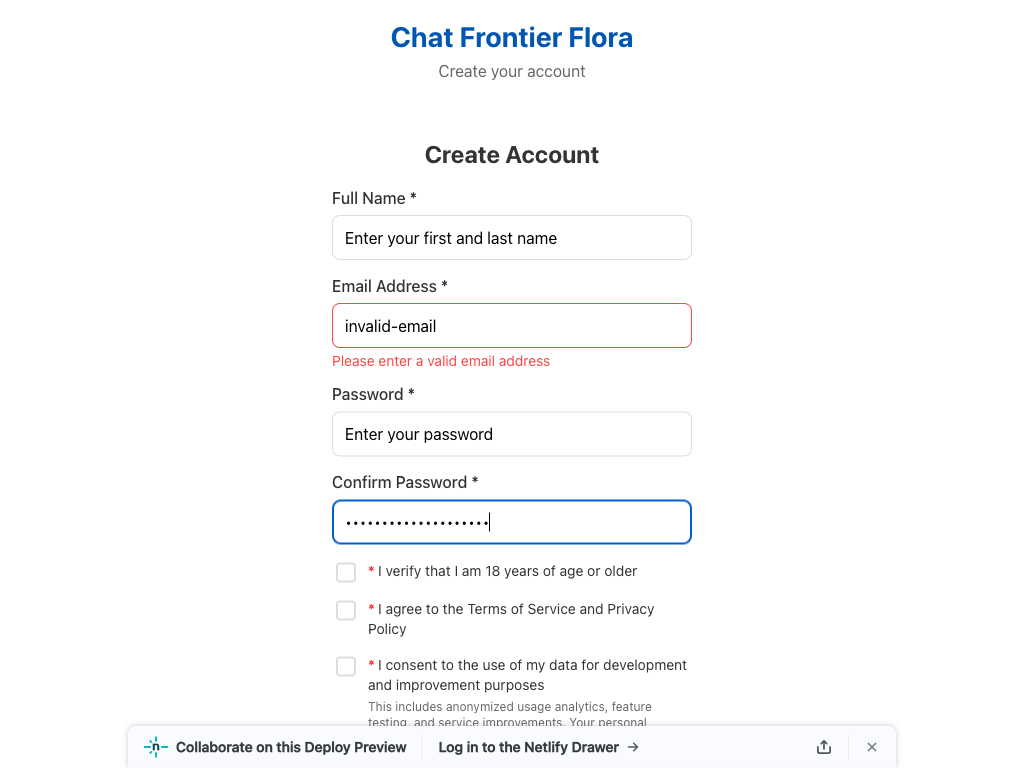 Chat Frontier Flora
Create your account
Create Account
Full Name *
Enter your first and last name
Email Address *
invalid-email
Please enter a valid email address
Password *
Enter your password
Confirm Password *
••••••••••••••••••••
* I verify that I am 18 years of age or older
* I agree to the Terms of Service and Privacy
Policy
* I consent to the use of my data for development
and improvement purposes
This includes anonymized usage analytics, feature
testing, and service improvements. Your personal
Collaborate on this Deploy Preview
Log in to the Netlify Drawer →